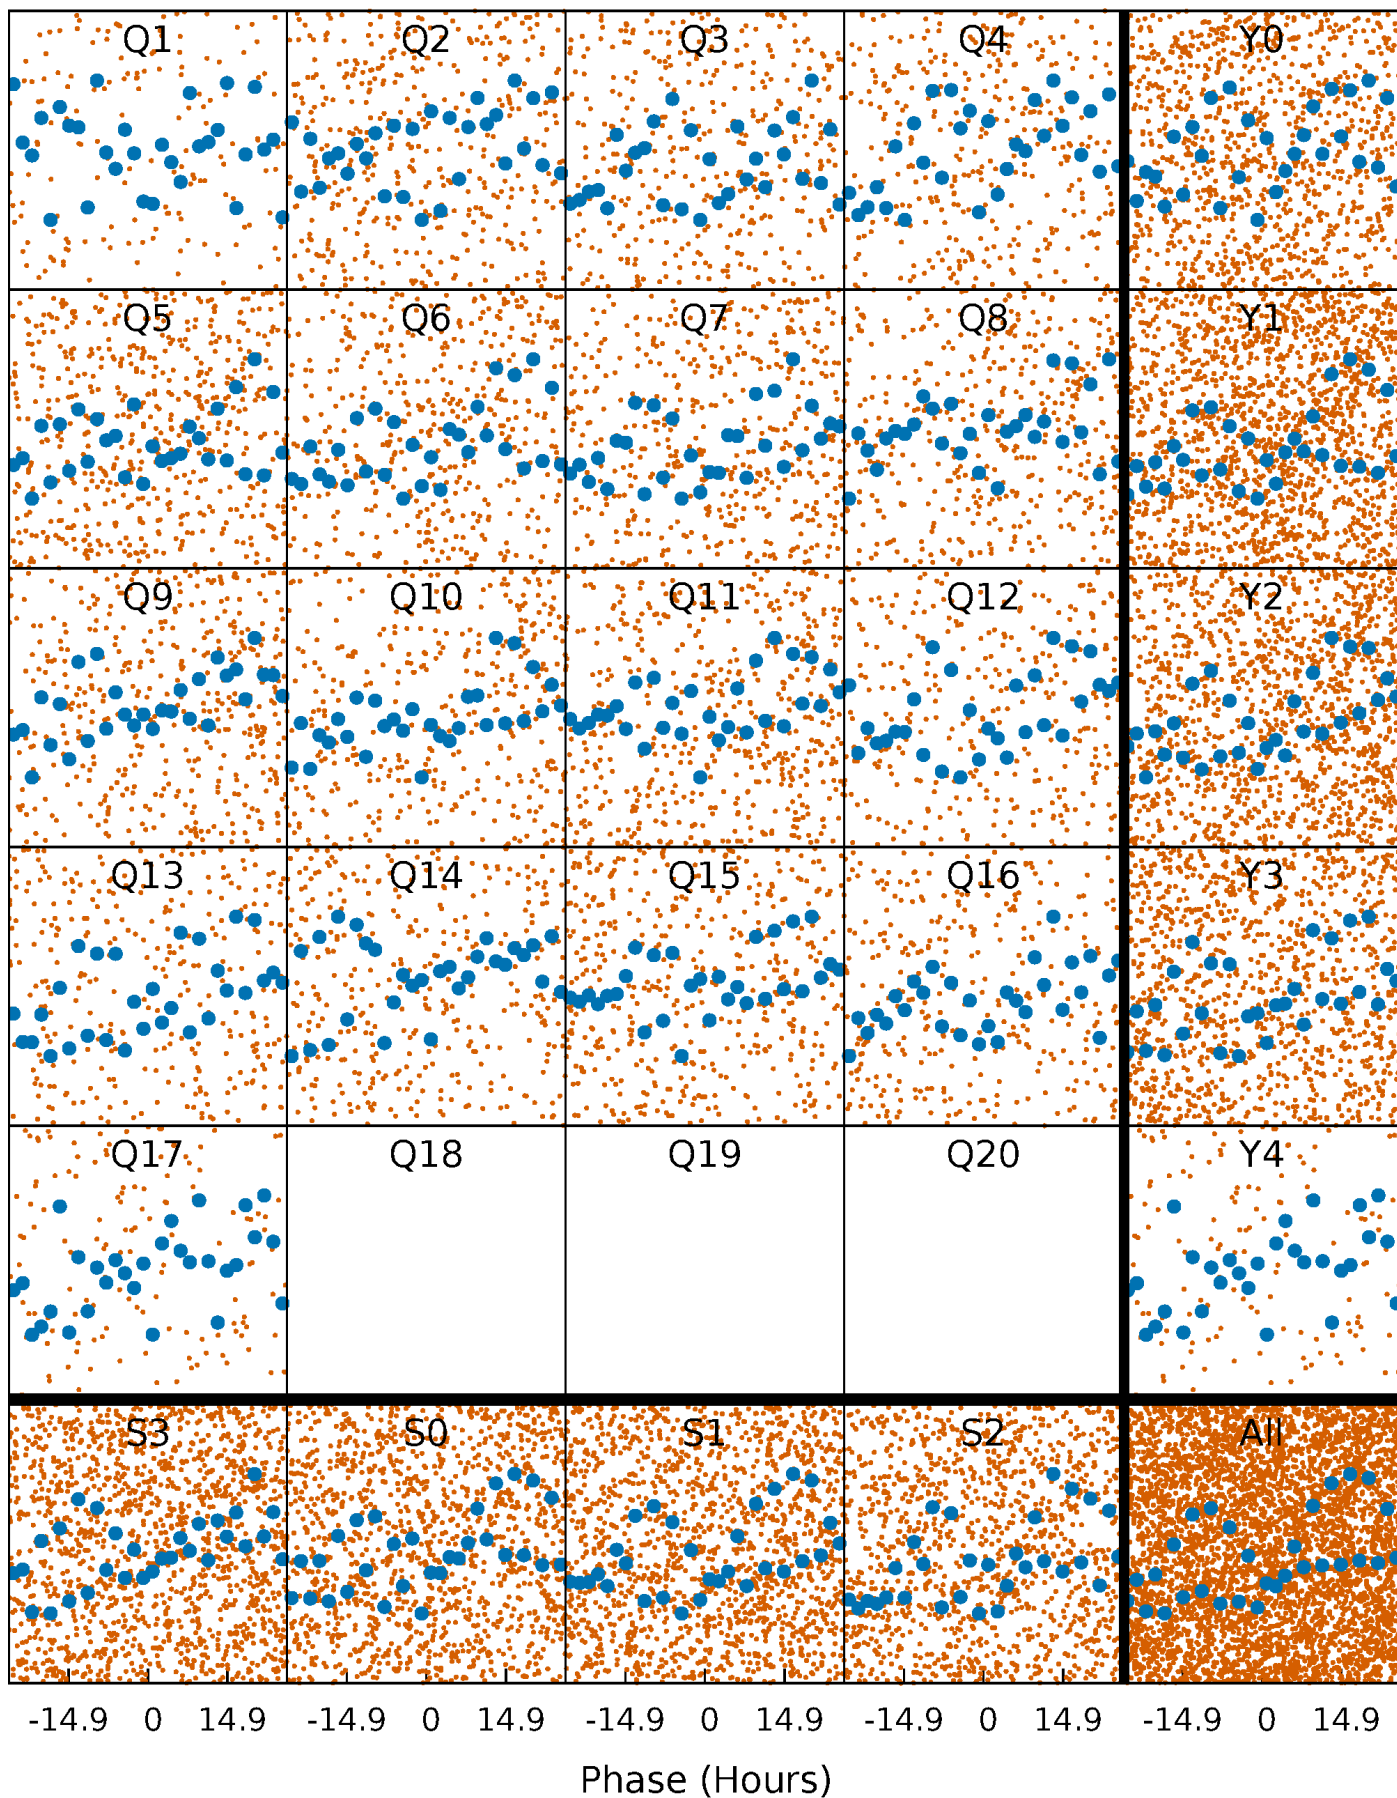 Q1 Q2 Q3 Q4 Y0
Q5 Q6 Q7 Q8 Y1
Q9 Q10 Q11 Q12 Y2
Q13 Q14 Q15 Q16 Y3
Q17 Q18 Q19 Q20 Y4
S3 S0 S1 S2 All
-14.9 0 14.9 -14.9 0 14.9 -14.9 0 14.9 -14.9 0 14.9 -14.9 0 14.9
Phase (Hours)